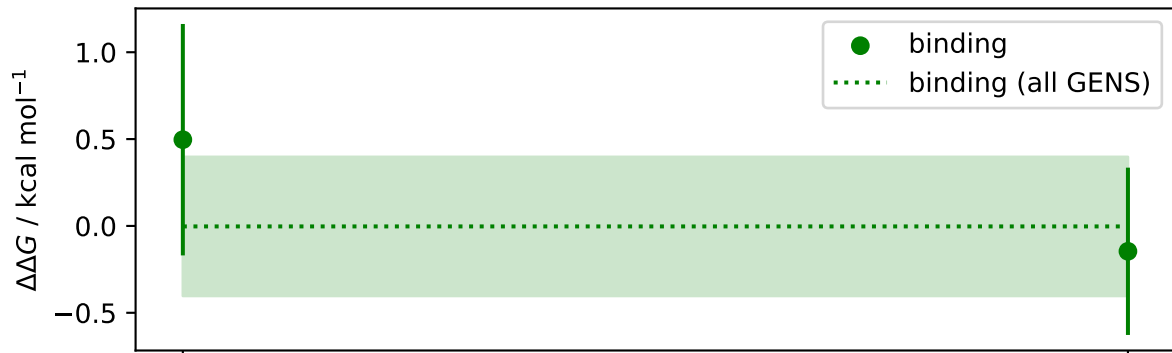 ΔΔG / kcal mol⁻¹
1.0
0.5
0.0
−0.5
binding
binding (all GENS)